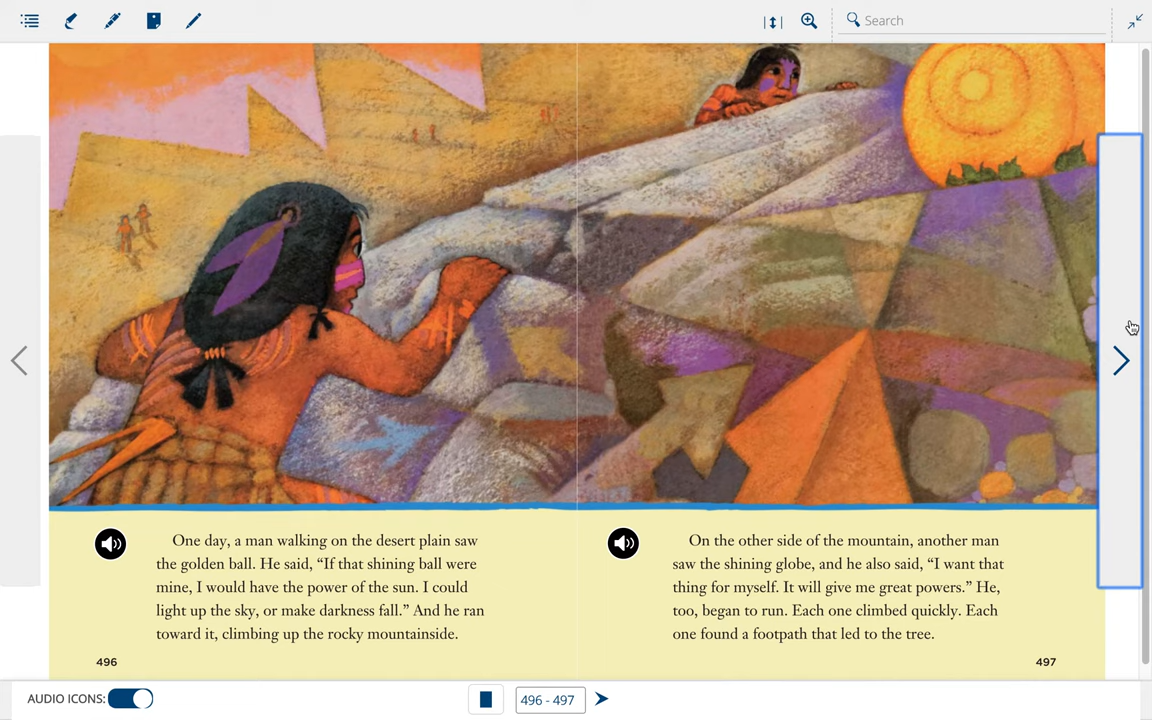 Search
One day, a man walking on the desert plain saw
the golden ball. He said, “If that shining ball were
mine, I would have the power of the sun. I could
light up the sky, or make darkness fall.” And he ran
toward it, climbing up the rocky mountainside.
496
On the other side of the mountain, another man
saw the shining globe, and he also said, “I want that
thing for myself. It will give me great powers.” He,
too, began to run. Each one climbed quickly. Each
one found a footpath that led to the tree.
497
AUDIO ICONS:
496 - 497